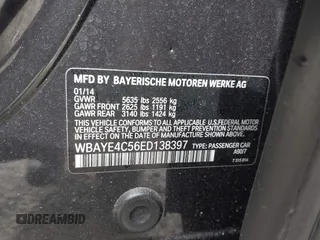 MFD BY BAYERISCHE MOTOREN WERKE AG
01/14
GVWR 5635 lbs 2556 kg
GAWR FRONT 2625 lbs 1191 kg
GAWR REAR 3140 lbs 1424 kg
THIS VEHICLE CONFORMS TO ALL APPLICABLE U.S. FEDERAL
MOTOR VEHICLE SAFETY, BUMPER AND THEFT PREVENTION
STANDARDS IN EFFECT ON THE DATE OF MANUFACTURE SHOWN ABOVE.
WBAYE4C56ED138397 TYPE: PASSENGER CAR
DREAMBID